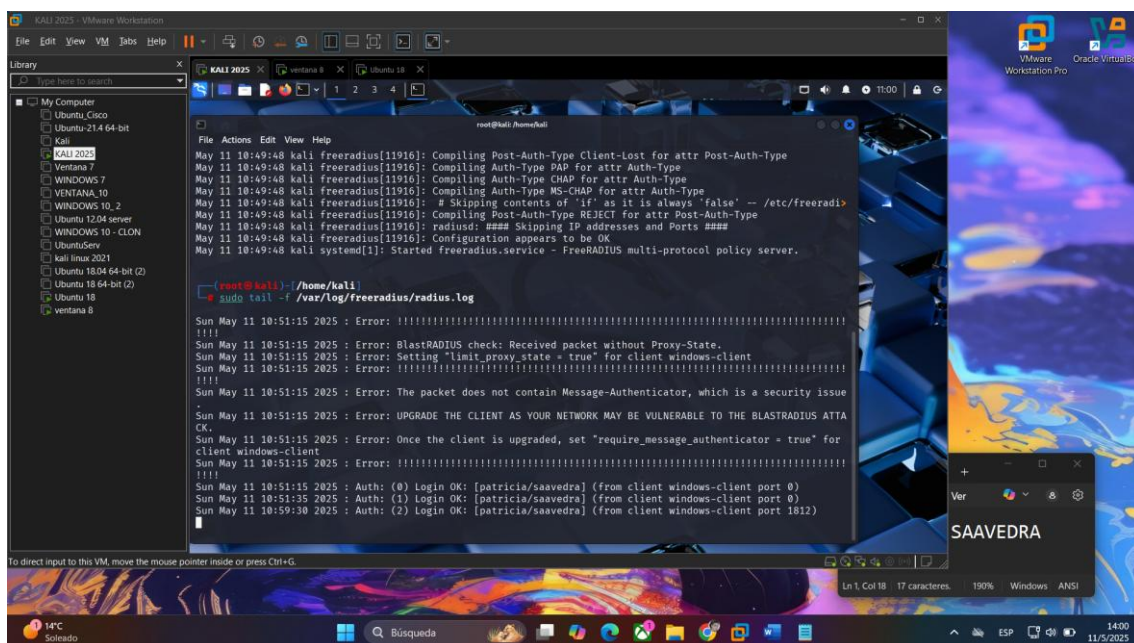 KALI 2025 - VMware Workstation
File Edit View VM Tabs Help
Library
Type here to search
My Computer
Ubuntu_Cisco
Ubuntu-21.4 64-bit
Kali
KALI 2025
Ventana 7
WINDOWS 7
VENTANA_10
WINDOWS 10_ 2
Ubuntu 12.04 server
WINDOWS 10 - CLON
UbuntuServ
kali linux 2021
Ubuntu 18.04 64-bit (2)
Ubuntu 18 64-bit (2)
Ubuntu 18
ventana 8
KALI 2025
ventana 8
Ubuntu 18
1 2 3 4
11:00
root@kali: /home/kali
File Actions Edit View Help
May 11 10:49:48 kali freeradius[11916]: Compiling Post-Auth-Type Client-Lost for attr Post-Auth-Type
May 11 10:49:48 kali freeradius[11916]: Compiling Auth-Type PAP for attr Auth-Type
May 11 10:49:48 kali freeradius[11916]: Compiling Auth-Type CHAP for attr Auth-Type
May 11 10:49:48 kali freeradius[11916]: Compiling Auth-Type MS-CHAP for attr Auth-Type
May 11 10:49:48 kali freeradius[11916]: # Skipping contents of 'if' as it is always 'false' -- /etc/freeradi>
May 11 10:49:48 kali freeradius[11916]: Compiling Post-Auth-Type REJECT for attr Post-Auth-Type
May 11 10:49:48 kali freeradius[11916]: radiusd: #### Skipping IP addresses and Ports ####
May 11 10:49:48 kali freeradius[11916]: Configuration appears to be OK
May 11 10:49:48 kali systemd[1]: Started freeradius.service - FreeRADIUS multi-protocol policy server.
(root㉿kali)-[/home/kali]
# sudo tail -f /var/log/freeradius/radius.log
Sun May 11 10:51:15 2025 : Error: !!!!!!!!!!!!!!!!!!!!!!!!!!!!!!!!!!!!!!!!!!!!!!!!!!!!!!!!!!!!!!!!!!!!!!!!!!
!!!!
Sun May 11 10:51:15 2025 : Error: BlastRADIUS check: Received packet without Proxy-State.
Sun May 11 10:51:15 2025 : Error: Setting "limit_proxy_state = true" for client windows-client
Sun May 11 10:51:15 2025 : Error: !!!!!!!!!!!!!!!!!!!!!!!!!!!!!!!!!!!!!!!!!!!!!!!!!!!!!!!!!!!!!!!!!!!!!!!!!!
!!!!
Sun May 11 10:51:15 2025 : Error: The packet does not contain Message-Authenticator, which is a security issue
.
Sun May 11 10:51:15 2025 : Error: UPGRADE THE CLIENT AS YOUR NETWORK MAY BE VULNERABLE TO THE BLASTRADIUS ATTA
CK.
Sun May 11 10:51:15 2025 : Error: Once the client is upgraded, set "require_message_authenticator = true" for
client windows-client
Sun May 11 10:51:15 2025 : Error: !!!!!!!!!!!!!!!!!!!!!!!!!!!!!!!!!!!!!!!!!!!!!!!!!!!!!!!!!!!!!!!!!!!!!!!!!!
!!!!
Sun May 11 10:51:15 2025 : Auth: (0) Login OK: [patricia/saavedra] (from client windows-client port 0)
Sun May 11 10:51:35 2025 : Auth: (1) Login OK: [patricia/saavedra] (from client windows-client port 0)
Sun May 11 10:59:30 2025 : Auth: (2) Login OK: [patricia/saavedra] (from client windows-client port 1812)
To direct input to this VM, move the mouse pointer inside or press Ctrl+G.
VMware
Workstation Pro
Oracle VirtualB
Ver
SAAVEDRA
Ln 1, Col 18 17 caracteres. 190% Windows ANSI
1
14°C
Soleado
Búsqueda
ESP
14:00
11/5/2025